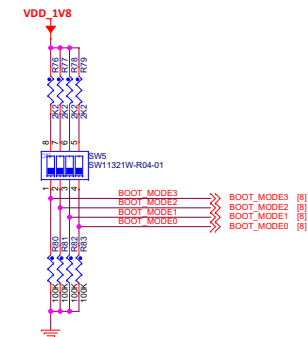 VDD_1V8
R76
R77
R78
R79
2K2
2K2
2K2
2K2
8
7
6
5
SW5
SW11321W-R04-01
1
2
3
4
BOOT_MODE3
BOOT_MODE3 [8]
BOOT_MODE2
BOOT_MODE2 [8]
BOOT_MODE1
BOOT_MODE1 [8]
BOOT_MODE0
BOOT_MODE0 [8]
R80
R81
R82
R83
100K
100K
100K
100K